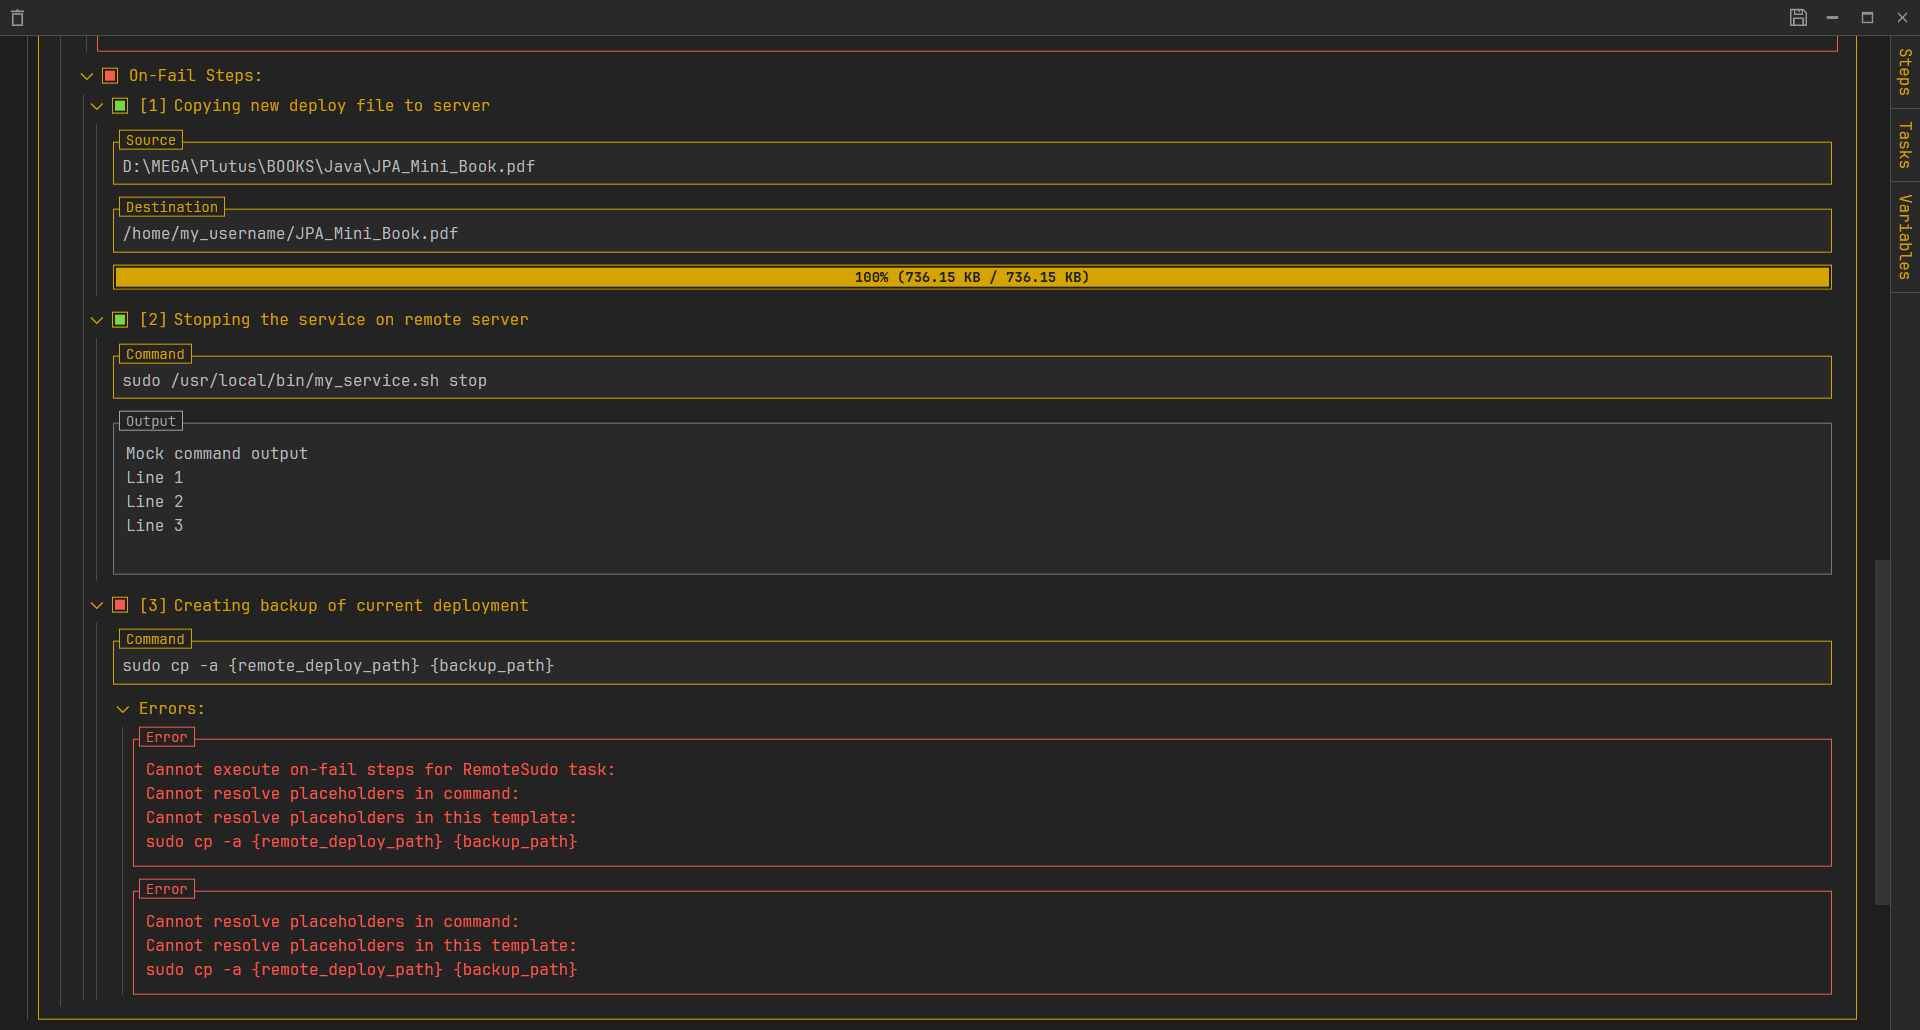 On-Fail Steps:
[1] Copying new deploy file to server
Source
D:\MEGA\Plutus\BOOKS\Java\JPA_Mini_Book.pdf
Destination
/home/my_username/JPA_Mini_Book.pdf
100% (736.15 KB / 736.15 KB)
[2] Stopping the service on remote server
Command
sudo /usr/local/bin/my_service.sh stop
Output
Mock command output
Line 1
Line 2
Line 3
[3] Creating backup of current deployment
Command
sudo cp -a {remote_deploy_path} {backup_path}
Errors:
Error
Cannot execute on-fail steps for RemoteSudo task:
Cannot resolve placeholders in command:
Cannot resolve placeholders in this template:
sudo cp -a {remote_deploy_path} {backup_path}
Error
Cannot resolve placeholders in command:
Cannot resolve placeholders in this template:
sudo cp -a {remote_deploy_path} {backup_path}
Steps
Tasks
Variables